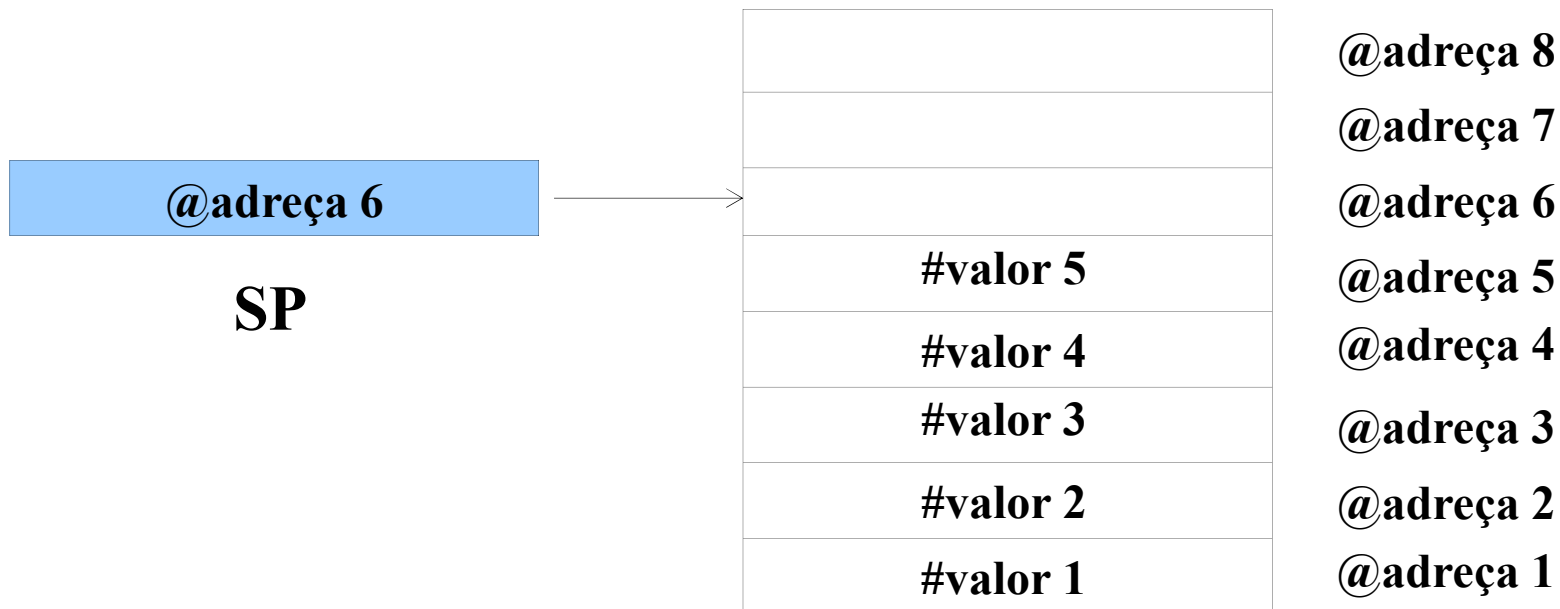 @adreça 8
@adreça 7
@adreça 6
@adreça 6
#valor 5
@adreça 5
SP
#valor 4
@adreça 4
#valor 3
@adreça 3
#valor 2
@adreça 2
#valor 1
@adreça 1